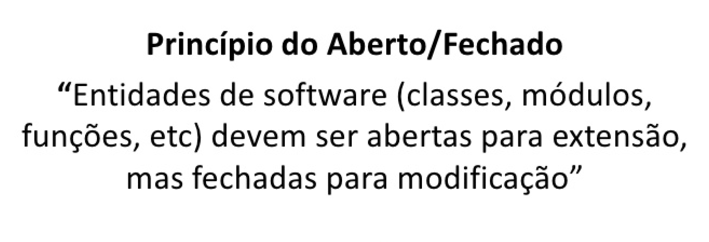 Princípio do Aberto/Fechado
“Entidades de software (classes, módulos,
funções, etc) devem ser abertas para extensão,
mas fechadas para modificação”